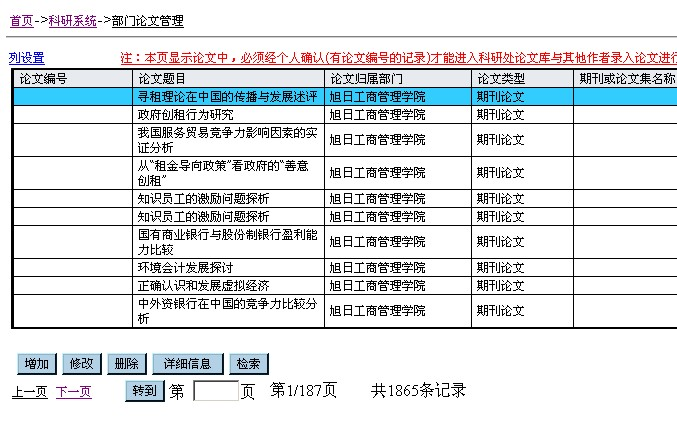 首页->科研系统->部门论文管理
列设置 注：本页显示论文中，必须经个人确认(有论文编号的记录)才能进入科研处论文库与其他作者录入论文进行
论文编号 论文题目 论文归属部门 论文类型 期刊或论文集名称
寻租理论在中国的传播与发展述评 旭日工商管理学院 期刊论文
政府创租行为研究 旭日工商管理学院 期刊论文
我国服务贸易竞争力影响因素的实
证分析 旭日工商管理学院 期刊论文
从“租金导向政策”看政府的“善意
创租” 旭日工商管理学院 期刊论文
知识员工的激励问题探析 旭日工商管理学院 期刊论文
知识员工的激励问题探析 旭日工商管理学院 期刊论文
国有商业银行与股份制银行盈利能
力比较 旭日工商管理学院 期刊论文
环境会计发展探讨 旭日工商管理学院 期刊论文
正确认识和发展虚拟经济 旭日工商管理学院 期刊论文
中外资银行在中国的竞争力比较分
析 旭日工商管理学院 期刊论文
增加 修改 删除 详细信息 检索
上一页 下一页 转到 第 页 第1/187页 共1865条记录